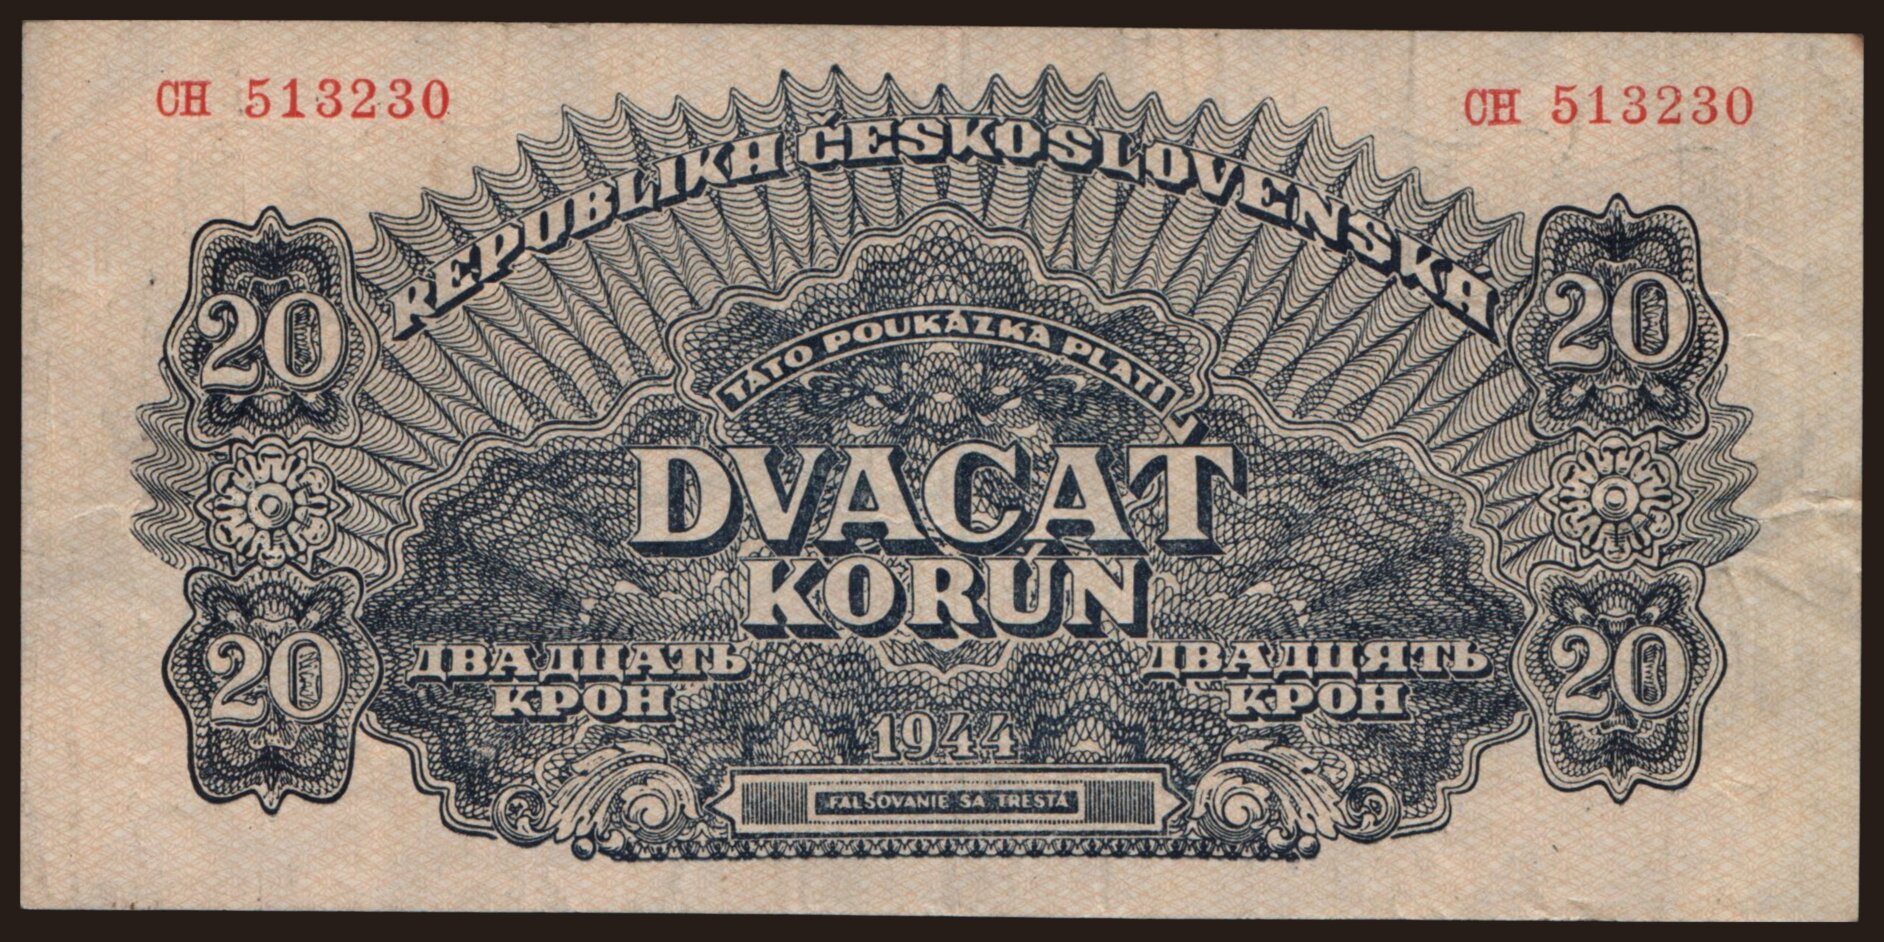 CH 513230
CH 513230
REPUBLIKA ČESKOSLOVENSKÁ
20
20
TÁTO POUKÁZKA PLATÍ
DVACAŤ
KORÚN
ДВАДЦАТЬ
КРОН
ДВАДЦЯТЬ
КРОН
20
20
1944
FALŠOVANIE SA TRESTÁ